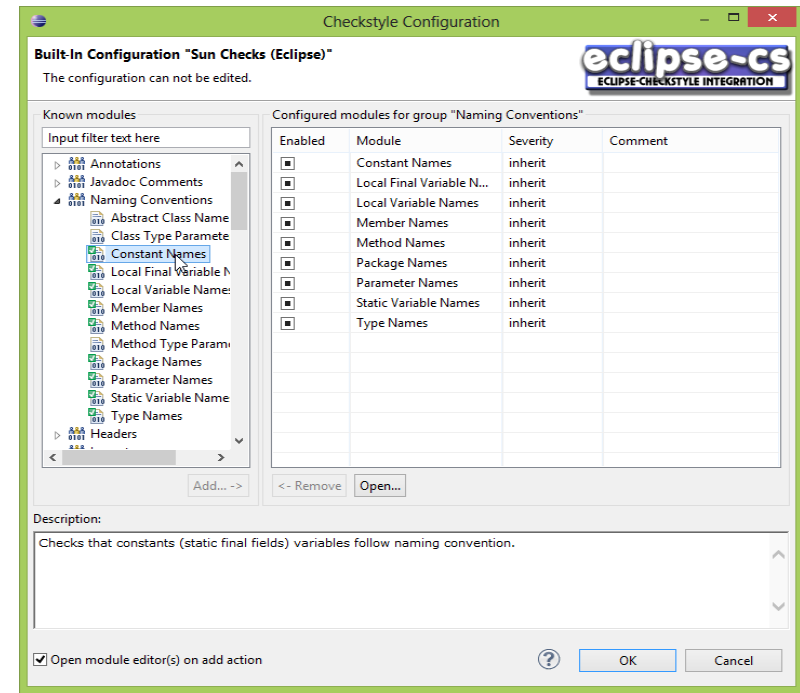 Checkstyle Configuration
Built-In Configuration "Sun Checks (Eclipse)"
The configuration can not be edited.
eclipse-cs
ECLIPSE-CHECKSTYLE INTEGRATION
Known modules
Input filter text here
Annotations
Javadoc Comments
Naming Conventions
Abstract Class Name
Class Type Paramete
Constant Names
Local Final Variable N
Local Variable Names
Member Names
Method Names
Method Type Parame
Package Names
Parameter Names
Static Variable Name
Type Names
Headers
Add... ->
Configured modules for group "Naming Conventions"
Enabled Module Severity Comment
Constant Names inherit
Local Final Variable N... inherit
Local Variable Names inherit
Member Names inherit
Method Names inherit
Package Names inherit
Parameter Names inherit
Static Variable Names inherit
Type Names inherit
<- Remove Open...
Description:
Checks that constants (static final fields) variables follow naming convention.
Open module editor(s) on add action
? OK Cancel